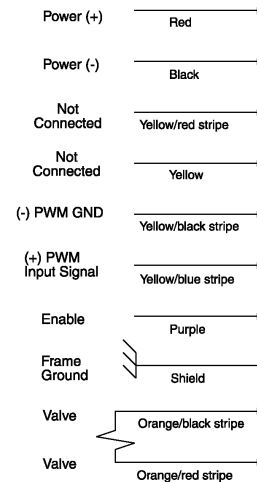 Power (+)
Red
Power (-)
Black
Not
Connected
Yellow/red stripe
Not
Connected
Yellow
(-) PWM GND
Yellow/black stripe
(+) PWM
Input Signal
Yellow/blue stripe
Enable
Purple
Frame
Ground
Shield
Valve
Orange/black stripe
Valve
Orange/red stripe